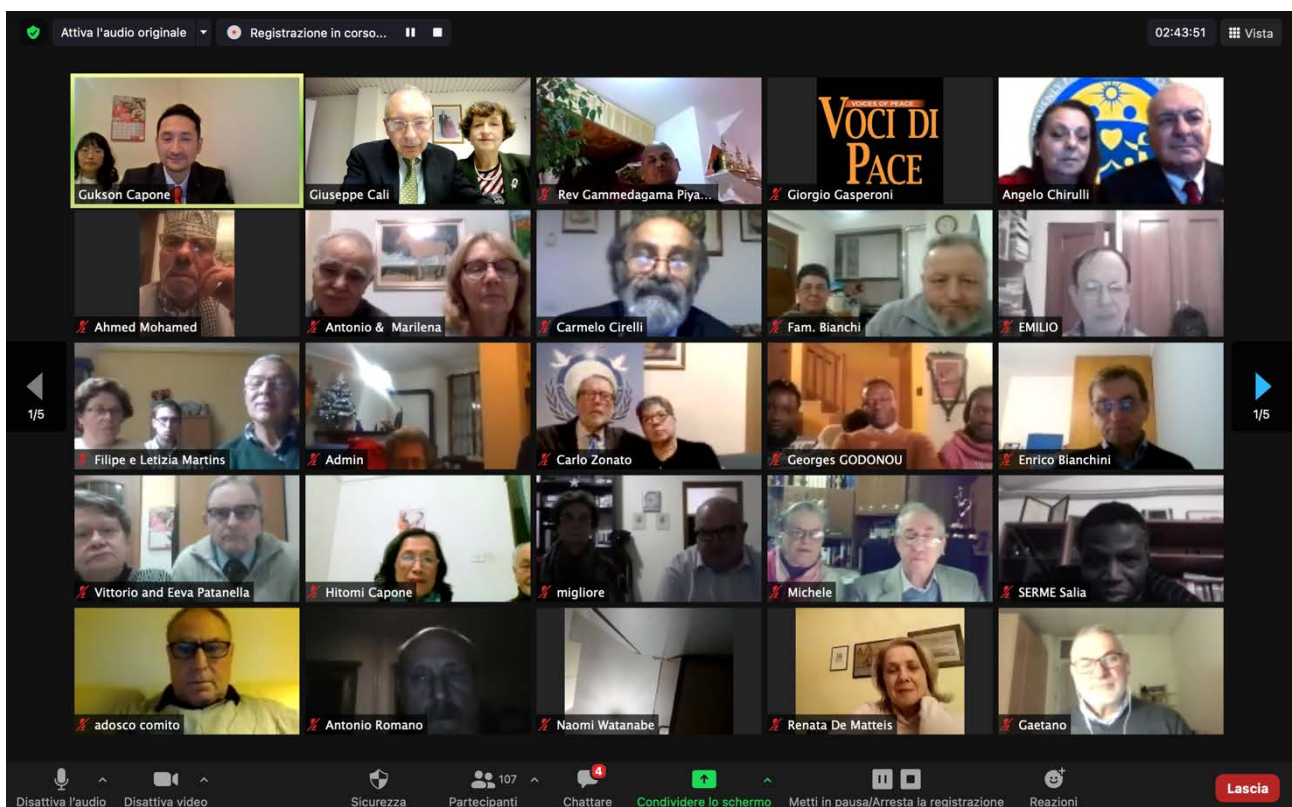 Attiva l'audio originale
Registrazione in corso...
02:43:51
Vista
Gukson Capone
Giuseppe Calì
Rev Gammedagama Piya...
VOICES OF PEACE
VOCI DI
PACE
Giorgio Gasperoni
Angelo Chirulli
Ahmed Mohamed
Antonio & Marilena
Carmelo Cirelli
Fam. Bianchi
EMILIO
1/5
1/5
Filipe e Letizia Martins
Admin
Carlo Zonato
Georges GODONOU
Enrico Bianchini
Vittorio and Eeva Patanella
Hitomi Capone
migliore
Michele
SERME Salia
adosco comito
Antonio Romano
Naomi Watanabe
Renata De Matteis
Gaetano
Disattiva l'audio
Disattiva video
Sicurezza
107
Partecipanti
4
Chattare
Condividere lo schermo
Metti in pausa/Arresta la registrazione
Reazioni
Lascia